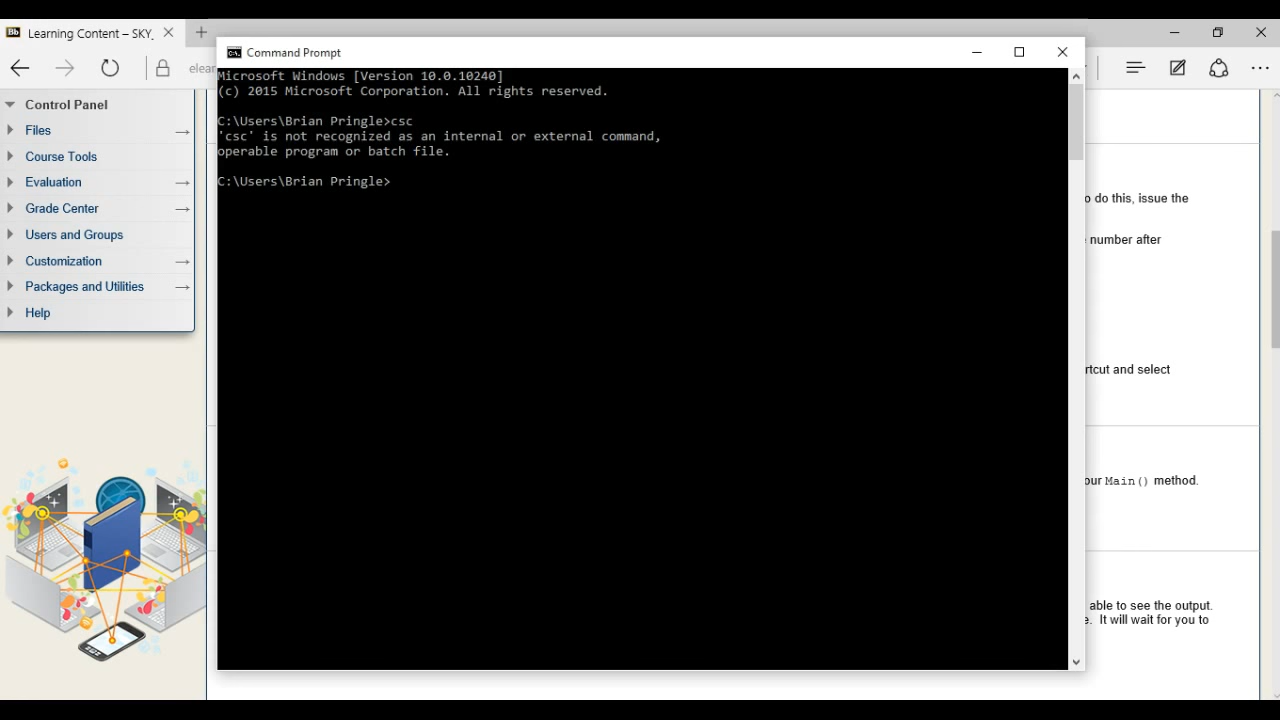 Learning Content – SKY_
Command Prompt
elear
Microsoft Windows [Version 10.0.10240]
(c) 2015 Microsoft Corporation. All rights reserved.
C:\Users\Brian Pringle>csc
'csc' is not recognized as an internal or external command,
operable program or batch file.
C:\Users\Brian Pringle>
Control Panel
Files
Course Tools
Evaluation
Grade Center
Users and Groups
Customization
Packages and Utilities
Help
o do this, issue the
number after
rtcut and select
our Main() method.
able to see the output.
e. It will wait for you to